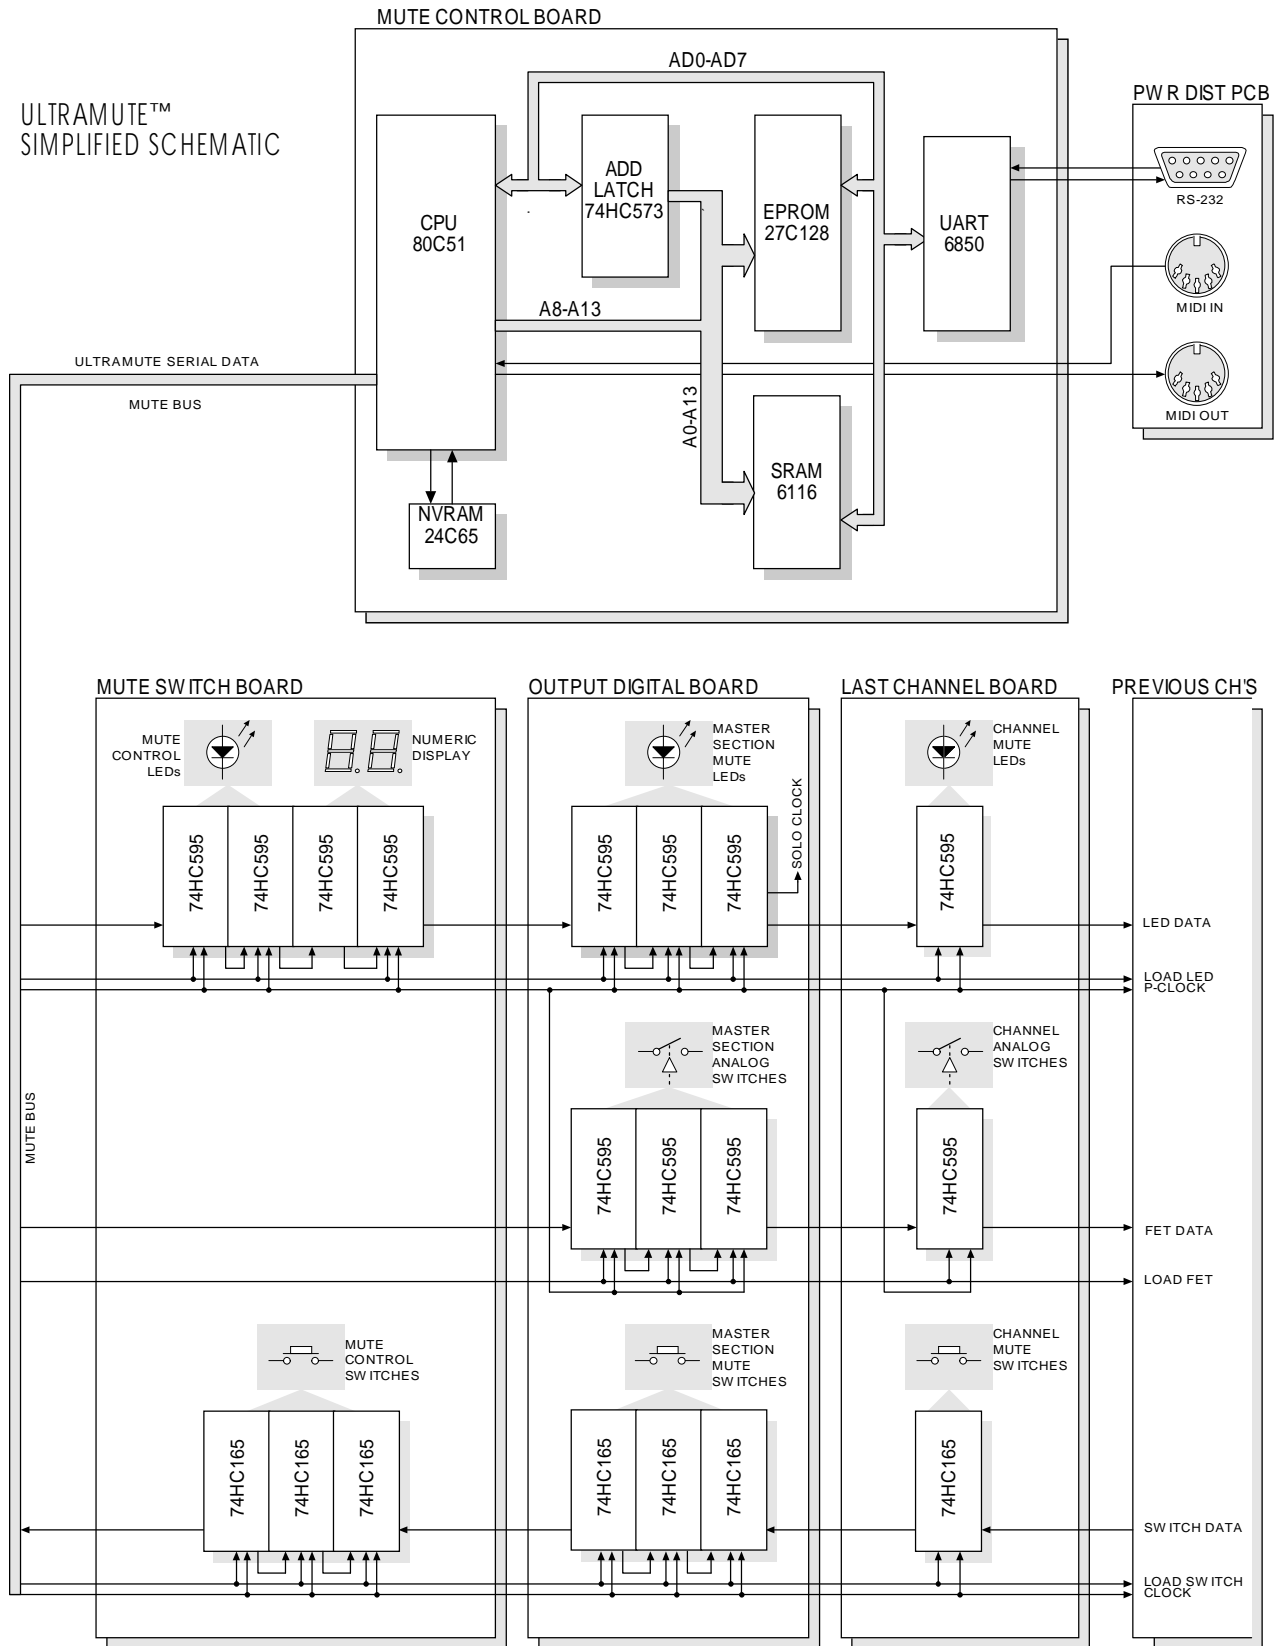 MUTE CONTROL BOARD
AD0-AD7
ULTRAMUTE™
SIMPLIFIED SCHEMATIC
PWR DIST PCB
CPU
80C51
ADD
LATCH
74HC573
EPROM
27C128
UART
6850
RS-232
MIDI IN
A8-A13
ULTRAMUTE SERIAL DATA
MUTE BUS
A0-A13
MIDI OUT
SRAM
6116
NVRAM
24C65
MUTE SWITCH BOARD
OUTPUT DIGITAL BOARD
LAST CHANNEL BOARD
PREVIOUS CH'S
MUTE
CONTROL
LEDs
NUMERIC
DISPLAY
MASTER
SECTION
MUTE
LEDs
CHANNEL
MUTE
LEDs
74HC595
74HC595
74HC595
74HC595
74HC595
74HC595
74HC595
SOLO CLOCK
74HC595
LED DATA
LOAD LED
P-CLOCK
MASTER
SECTION
ANALOG
SWITCHES
CHANNEL
ANALOG
SWITCHES
MUTE BUS
74HC595
74HC595
74HC595
74HC595
FET DATA
LOAD FET
MUTE
CONTROL
SWITCHES
MASTER
SECTION
MUTE
SWITCHES
CHANNEL
MUTE
SWITCHES
74HC165
74HC165
74HC165
74HC165
74HC165
74HC165
74HC165
SWITCH DATA
LOAD SWITCH
CLOCK